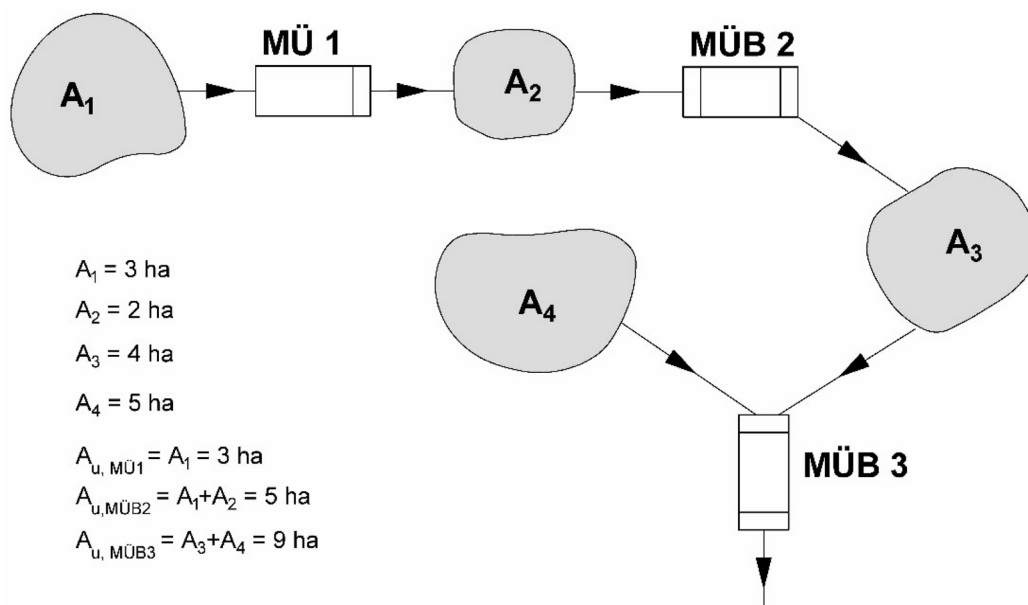 MÜ 1
MÜB 2
A₁
A₂
A₃
A₄
A₁ = 3 ha
A₂ = 2 ha
A₃ = 4 ha
A₄ = 5 ha
MÜB 3
Aᵤ, MÜ1 = A₁ = 3 ha
Aᵤ,MÜB2 = A₁+A₂ = 5 ha
Aᵤ, MÜB3 = A₃+A₄ = 9 ha